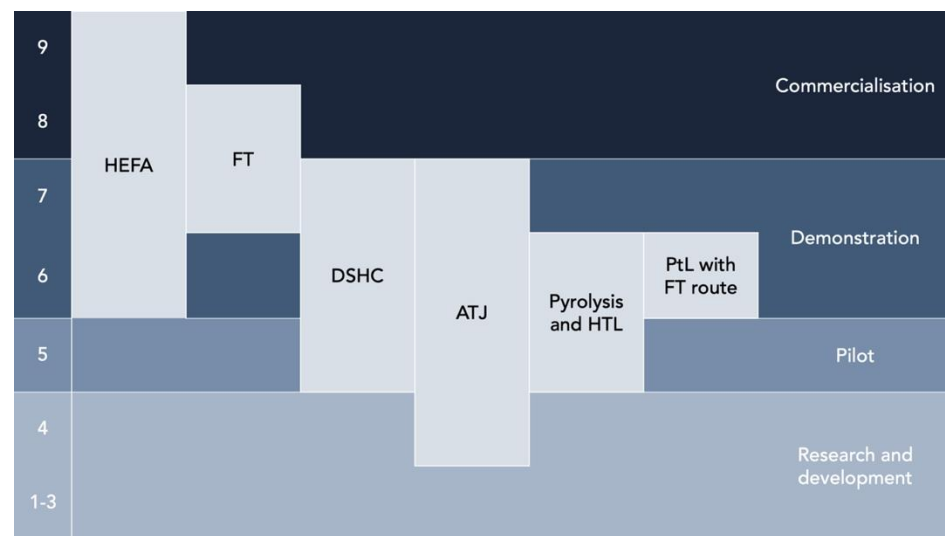 9
Commercialisation
8
HEFA
FT
7
Demonstration
6
DSHC
ATJ
Pyrolysis
and HTL
PtL with
FT route
5
Pilot
4
Research and
development
1-3